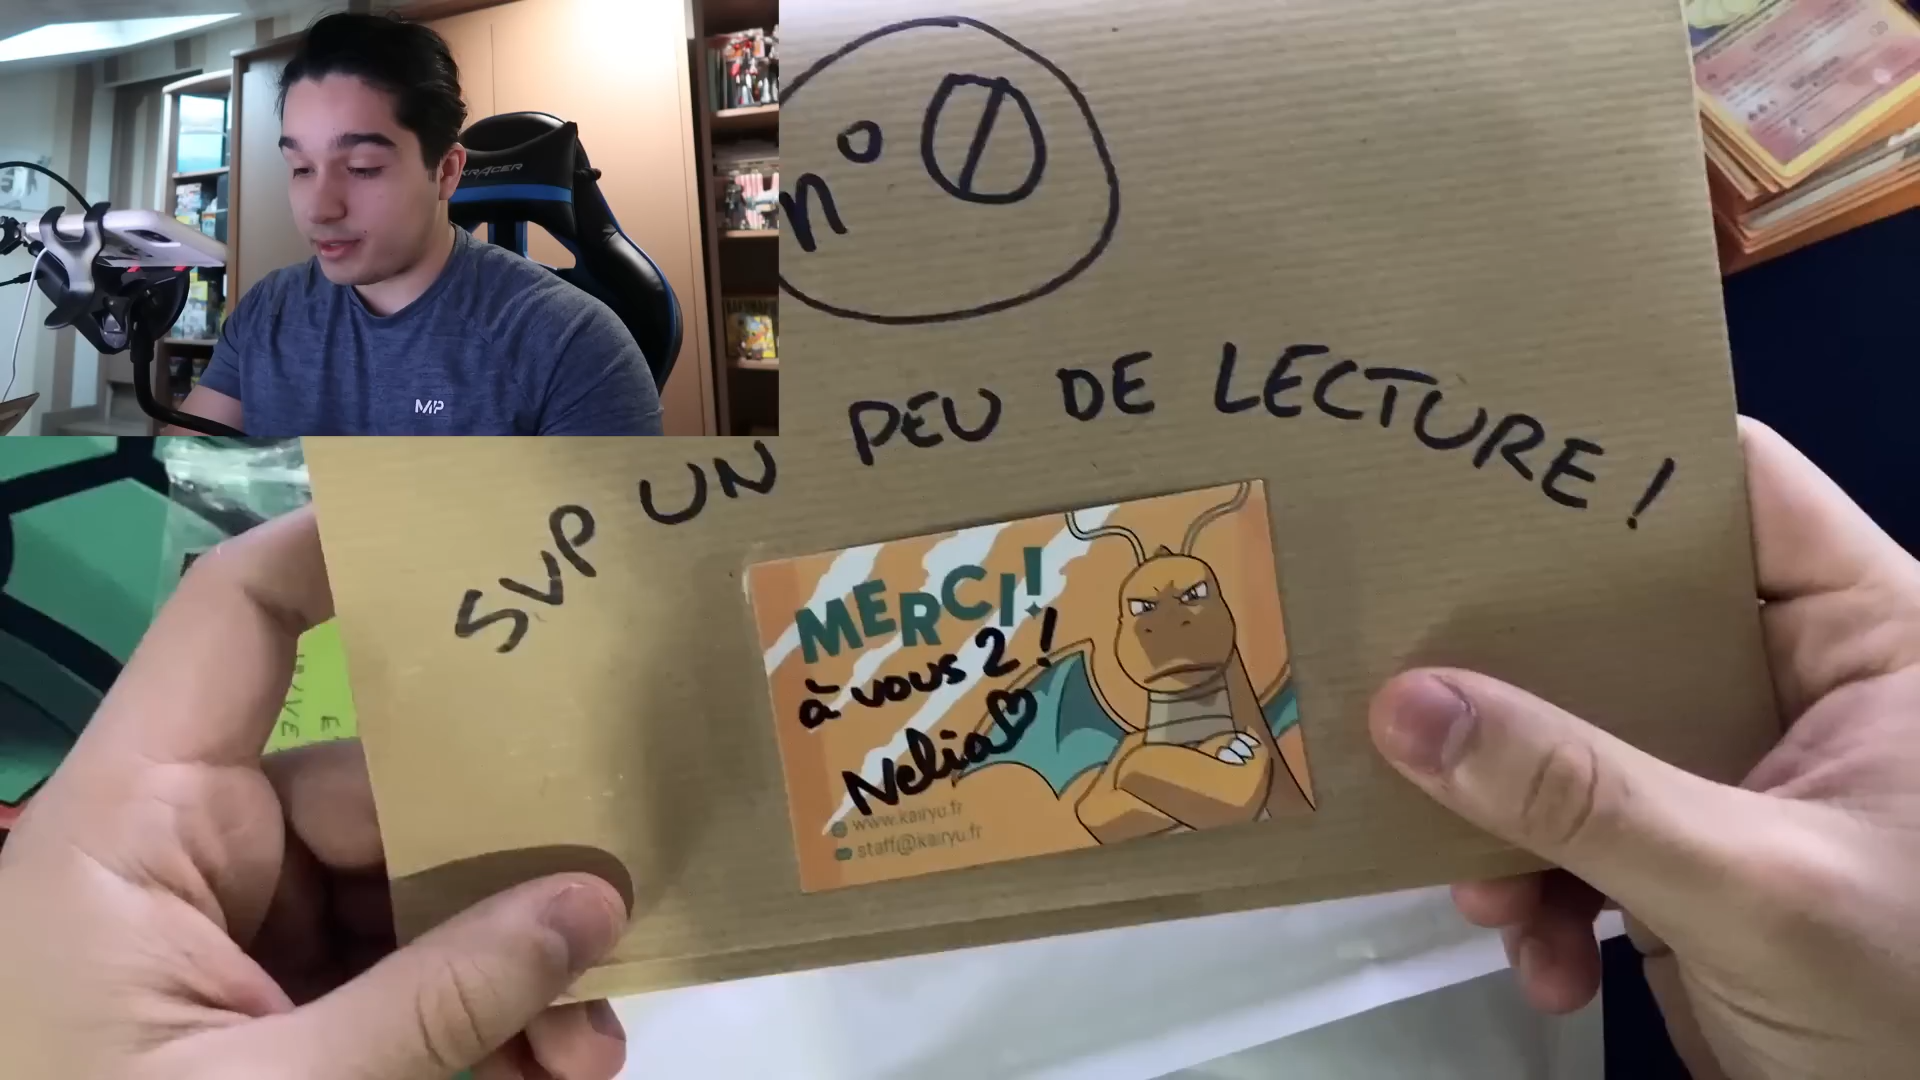 n° 0
SVP UN PEU DE LECTURE !
MERCI!
à vous 2 !
Nelia
www.kairyu.fr
staff@kairyu.fr
MP